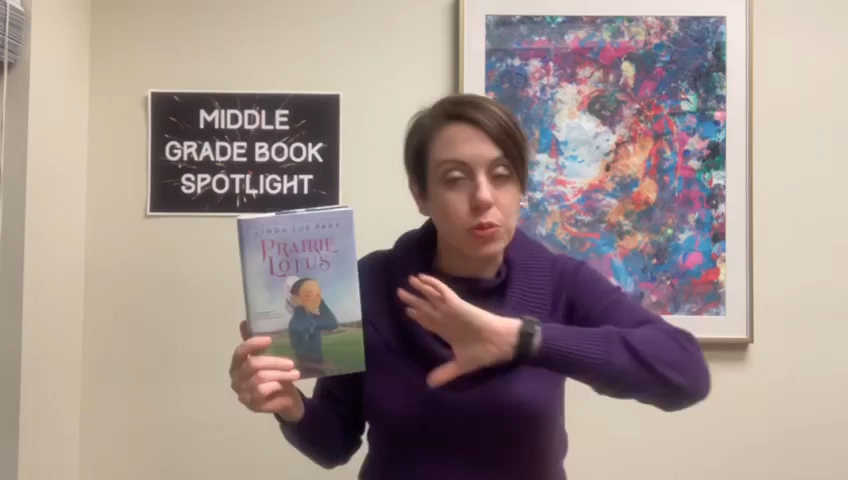 MIDDLE
GRADE BOOK
SPOTLIGHT
LINDA SUE PARK
PRAIRIE
LOTUS